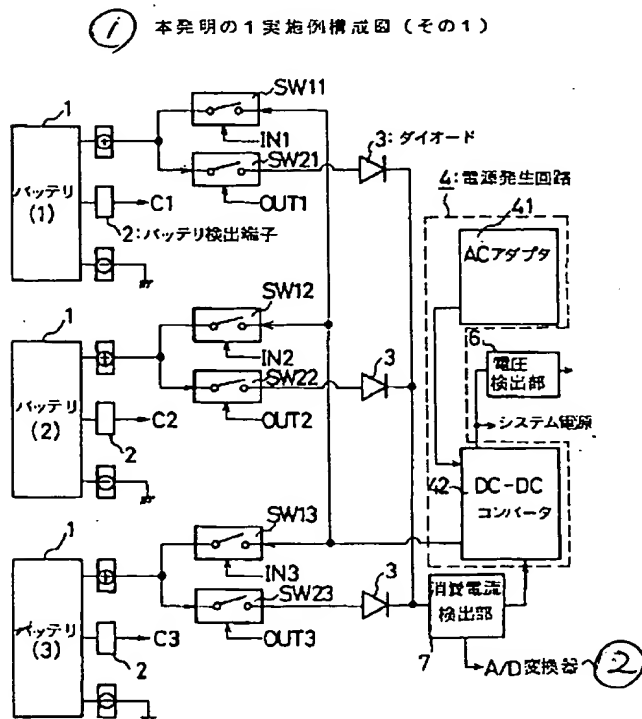 ① 本発明の1実施例構成図(その1)
SW11
1
IN1
SW21
3:ダイオード
バッテリ
(1)
C1
OUT1
4:電源発生回路
41
2:バッテリ検出端子
ACアダプタ
SW12
1
6
IN2
電圧
検出部
SW22
3
バッテリ
(2)
C2
OUT2
システム電源
2
42
DC-DC
コンバータ
SW13
1
IN3
3
SW23
消費電流
検出部
バッテリ
(3)
C3
OUT3
2
7
A/D変換器 ②